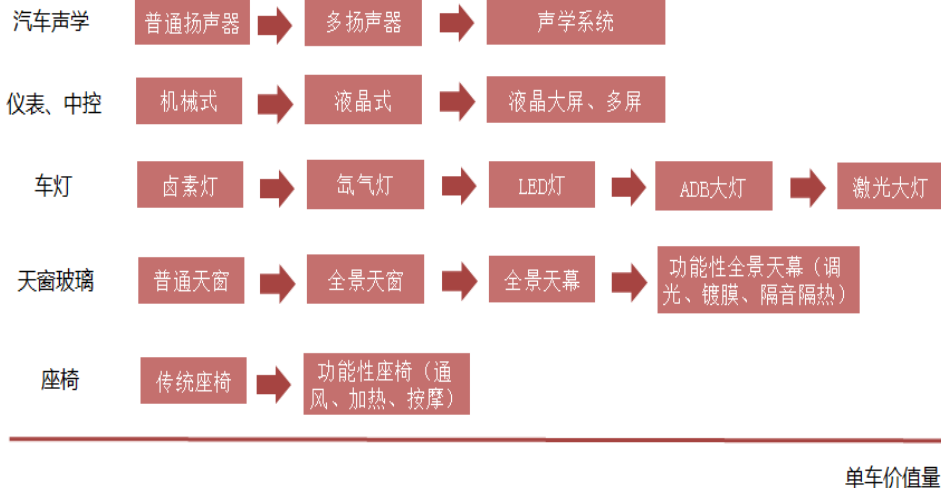 汽车声学 普通扬声器 多扬声器 声学系统
仪表、中控 机械式 液晶式 液晶大屏、多屏
车灯 卤素灯 氙气灯 LED灯 ADB大灯 激光大灯
天窗玻璃 普通天窗 全景天窗 全景天幕 功能性全景天幕（调
光、镀膜、隔音隔热）
座椅 传统座椅 功能性座椅（通
风、加热、按摩）
单车价值量